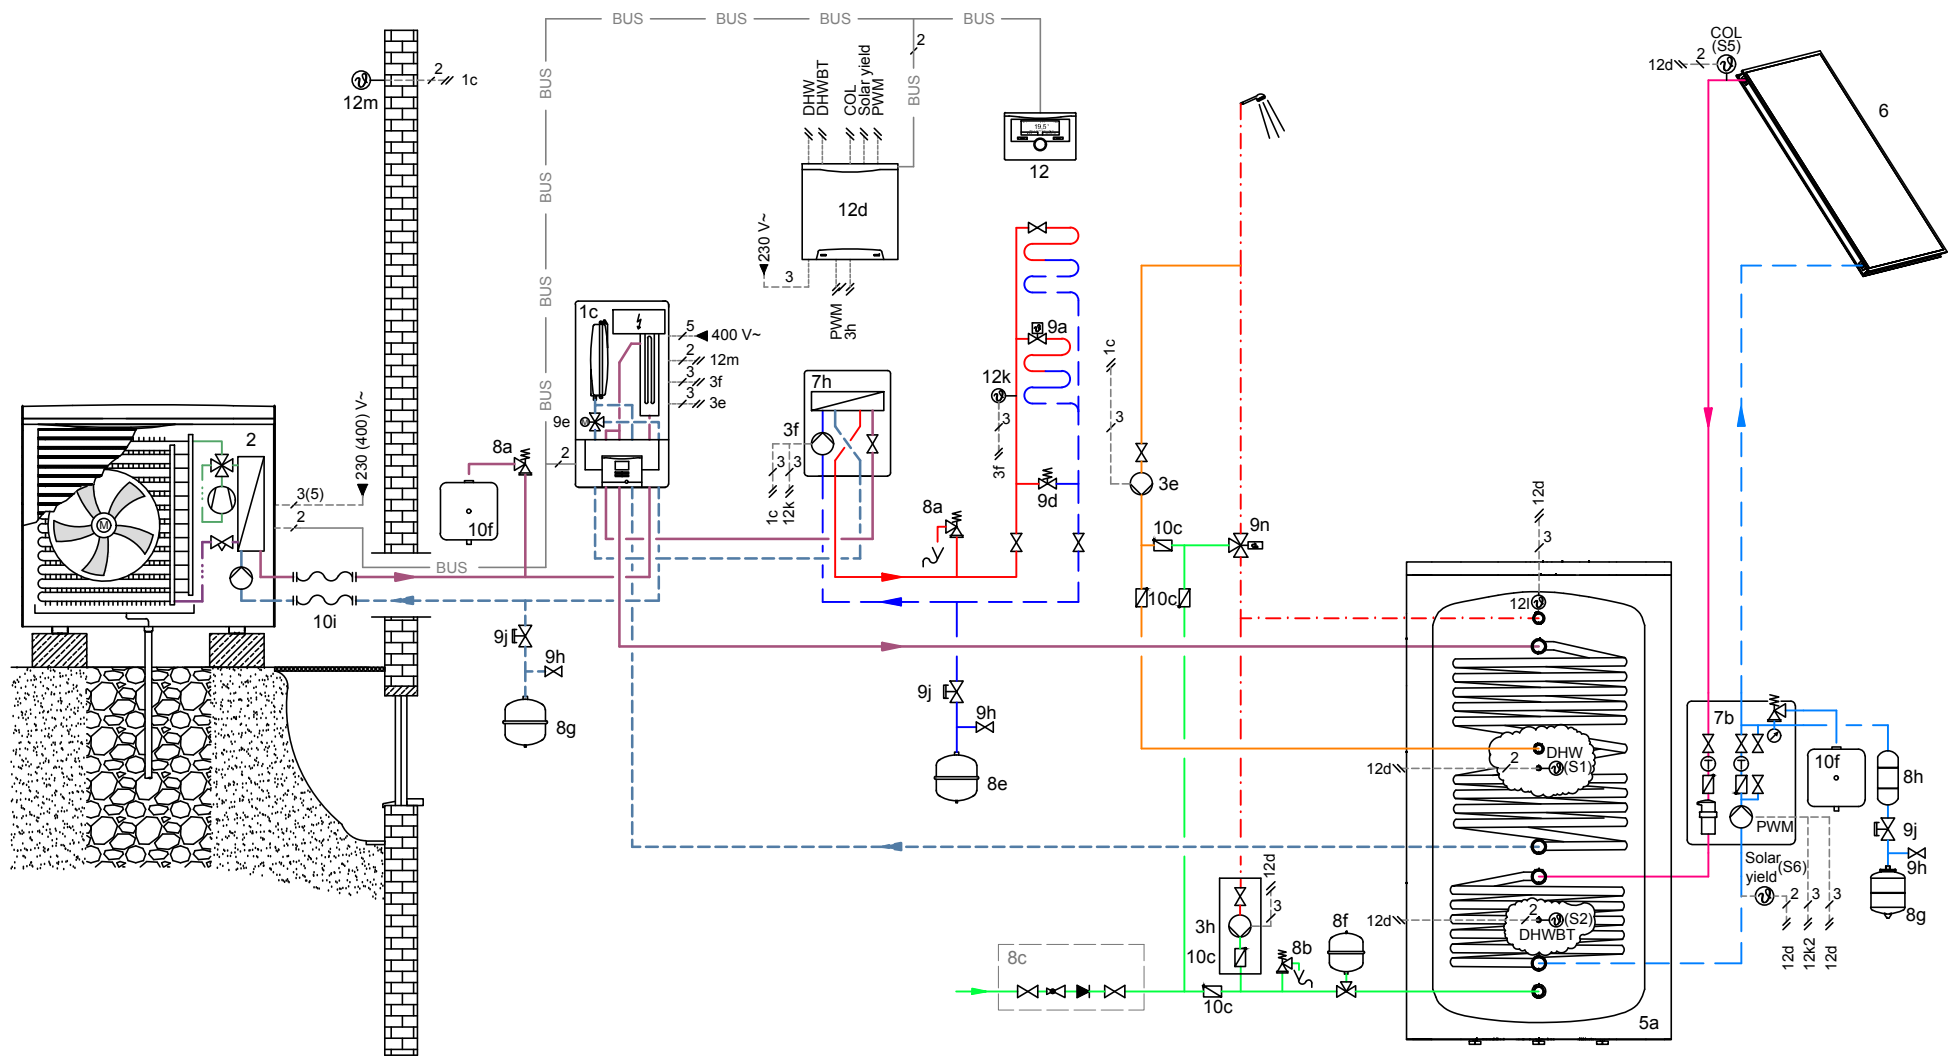 BUS BUS BUS BUS
2
COL
(S5)
12d 2
2 1c
12m
DHW
DHWBT
COL
Solar yield
PWM
BUS
BUS
BUS
BUS
BUS
BUS
6
19.5
12
12d
230 V~
3
PWM
3h
1c
5 400 V~
2 12m
3 3f
3 3e
9e
2
7h
3f
3 3
1c
12k
9a
12k
3
3f
9d
1c
3
3e
2
230 (400) V~
3(5)
2
M
M
8a
10f
BUS
10i
8a
10c
9n
10c
12d
3
12l
9j
9h
8g
9j
9h
8e
DHW
2 (S1)
12d
7b
T T
PWM
10f
8h
9j
9h
8g
Solar
yield
(S6)
2 3 3
12d
12k2
12d
12d
3
3h
10c
8b
8f
12d 2 (S2)
DHWBT
8c
10c
5a